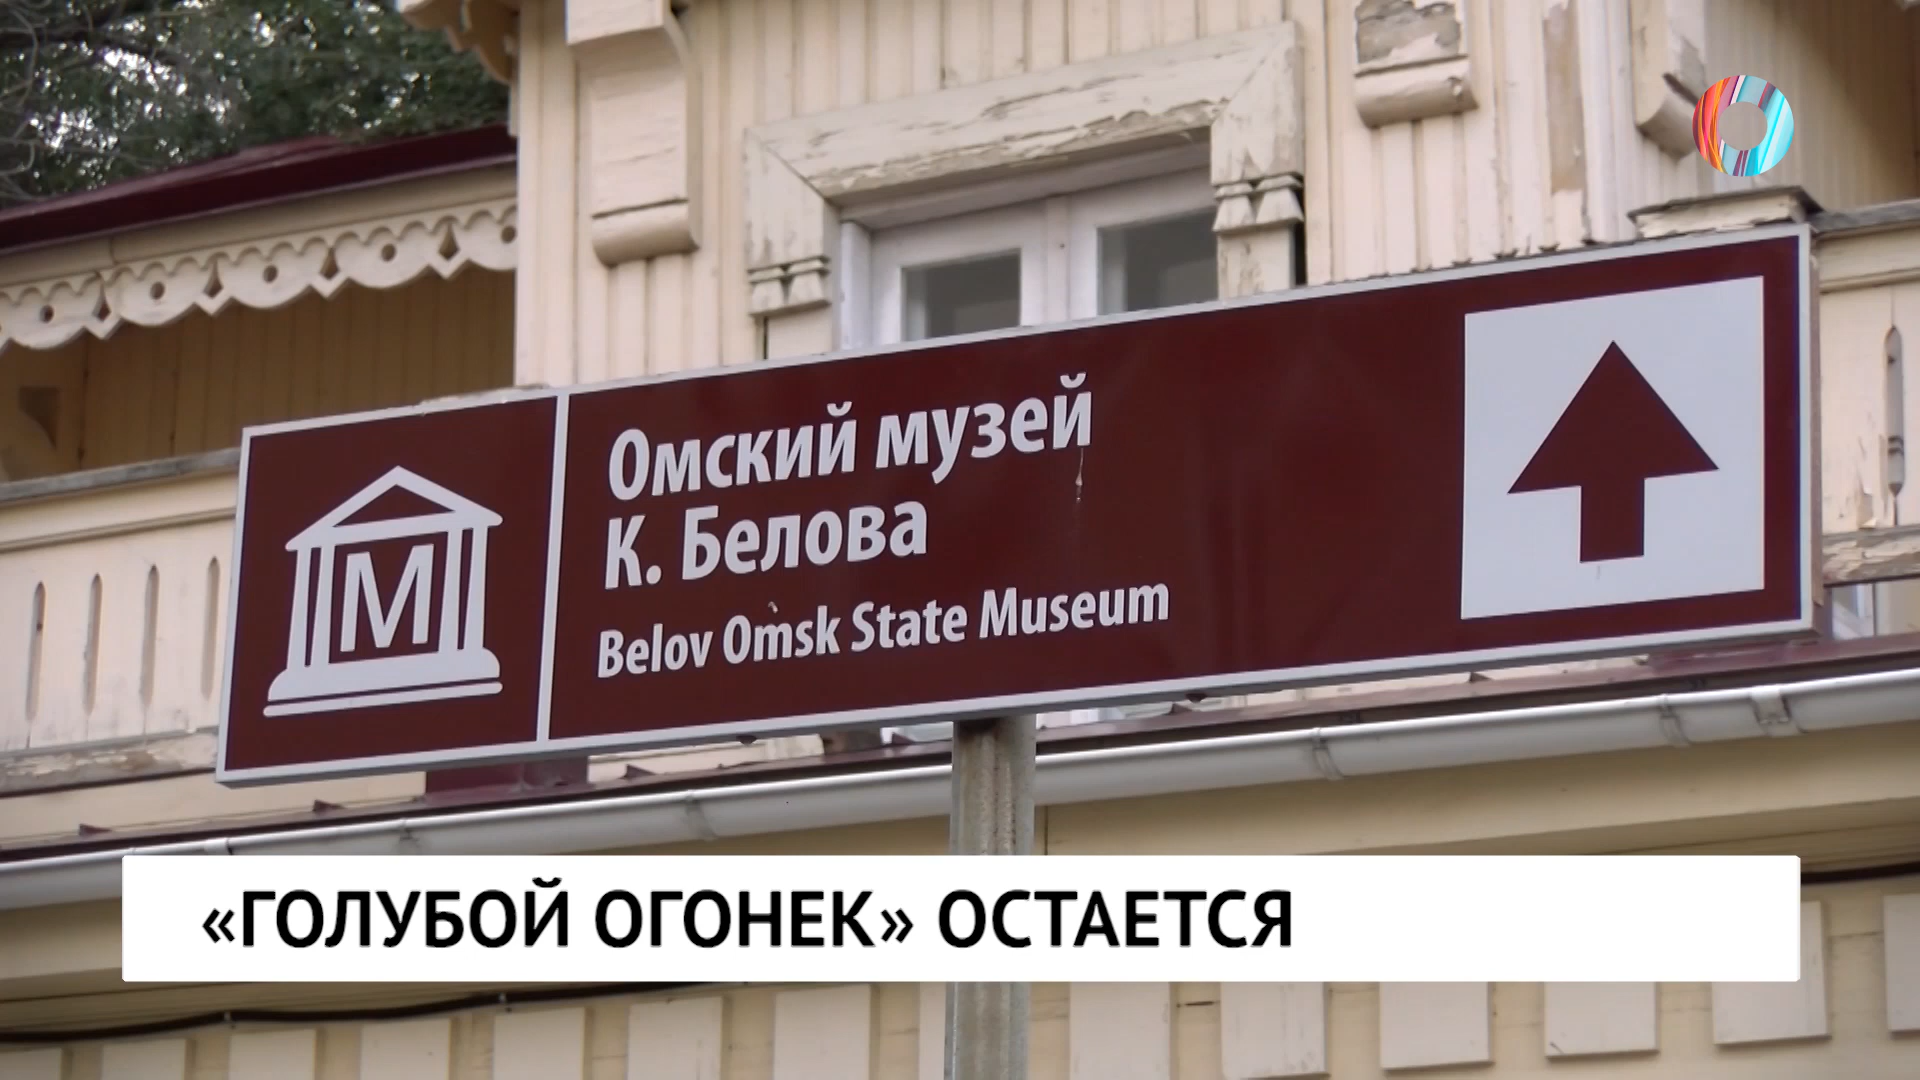 М
Омский музей
К. Белова
Belov Omsk State Museum
«ГОЛУБОЙ ОГОНЕК» ОСТАЕТСЯ